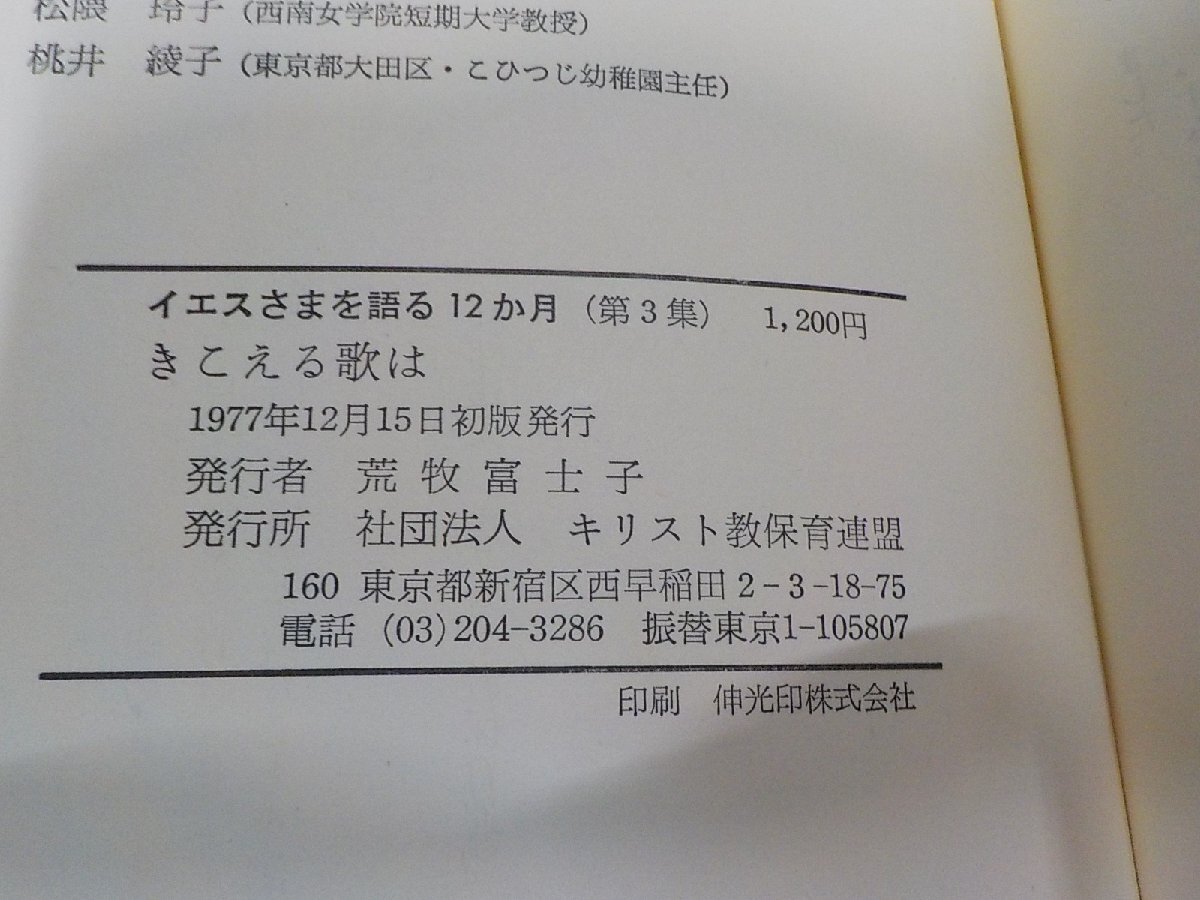 松隈　玲子（西南女学院短期大学教授）
桃井　綾子（東京都大田区・こひつじ幼稚園主任）
イエスさまを語る12か月（第3集）　1,200円
きこえる歌は
1977年12月15日初版発行
発行者　荒牧富士子
発行所　社団法人　キリスト教保育連盟
160 東京都新宿区西早稲田2-3-18-75
電話 (03)204-3286　振替東京1-105807
印刷　伸光印株式会社